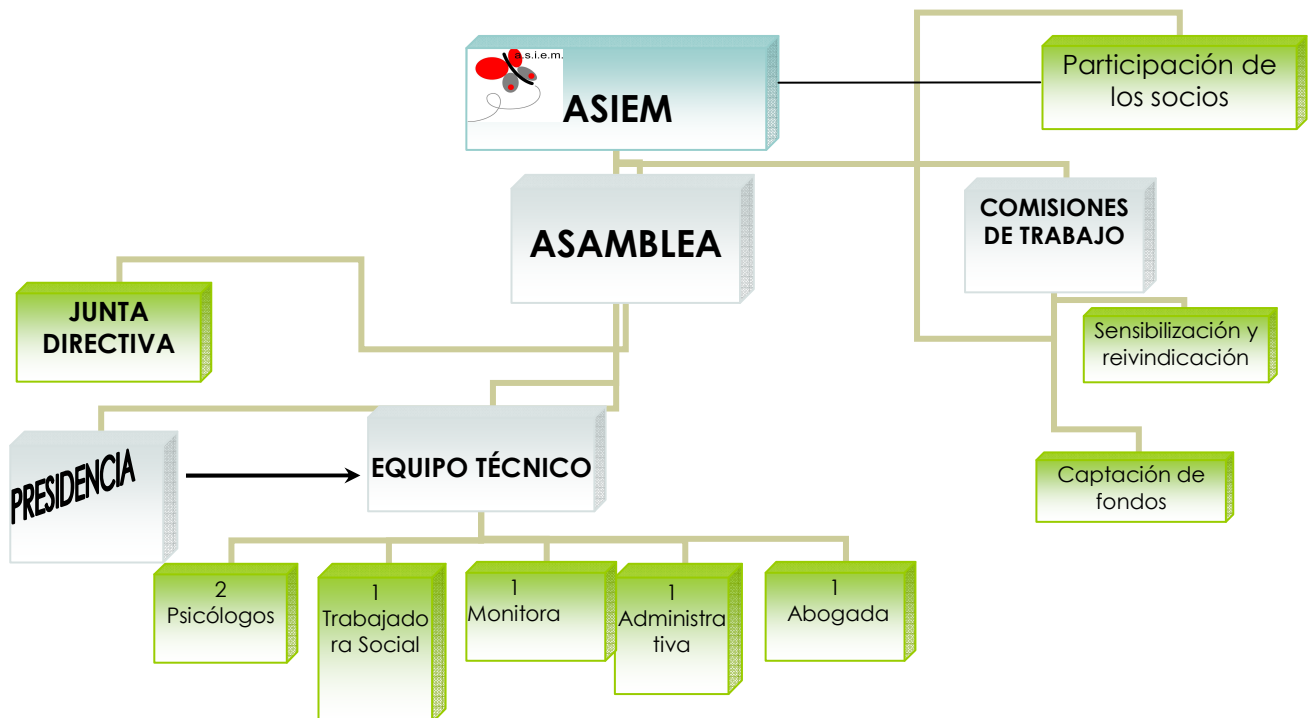 a.s.i.e.m.
ASIEM
Participación de
los socios
ASAMBLEA
COMISIONES
DE TRABAJO
JUNTA
DIRECTIVA
Sensibilización y
reivindicación
PRESIDENCIA
EQUIPO TÉCNICO
Captación de
fondos
2
Psicólogos
1
Trabajado
ra Social
1
Monitora
1
Administra
tiva
1
Abogada